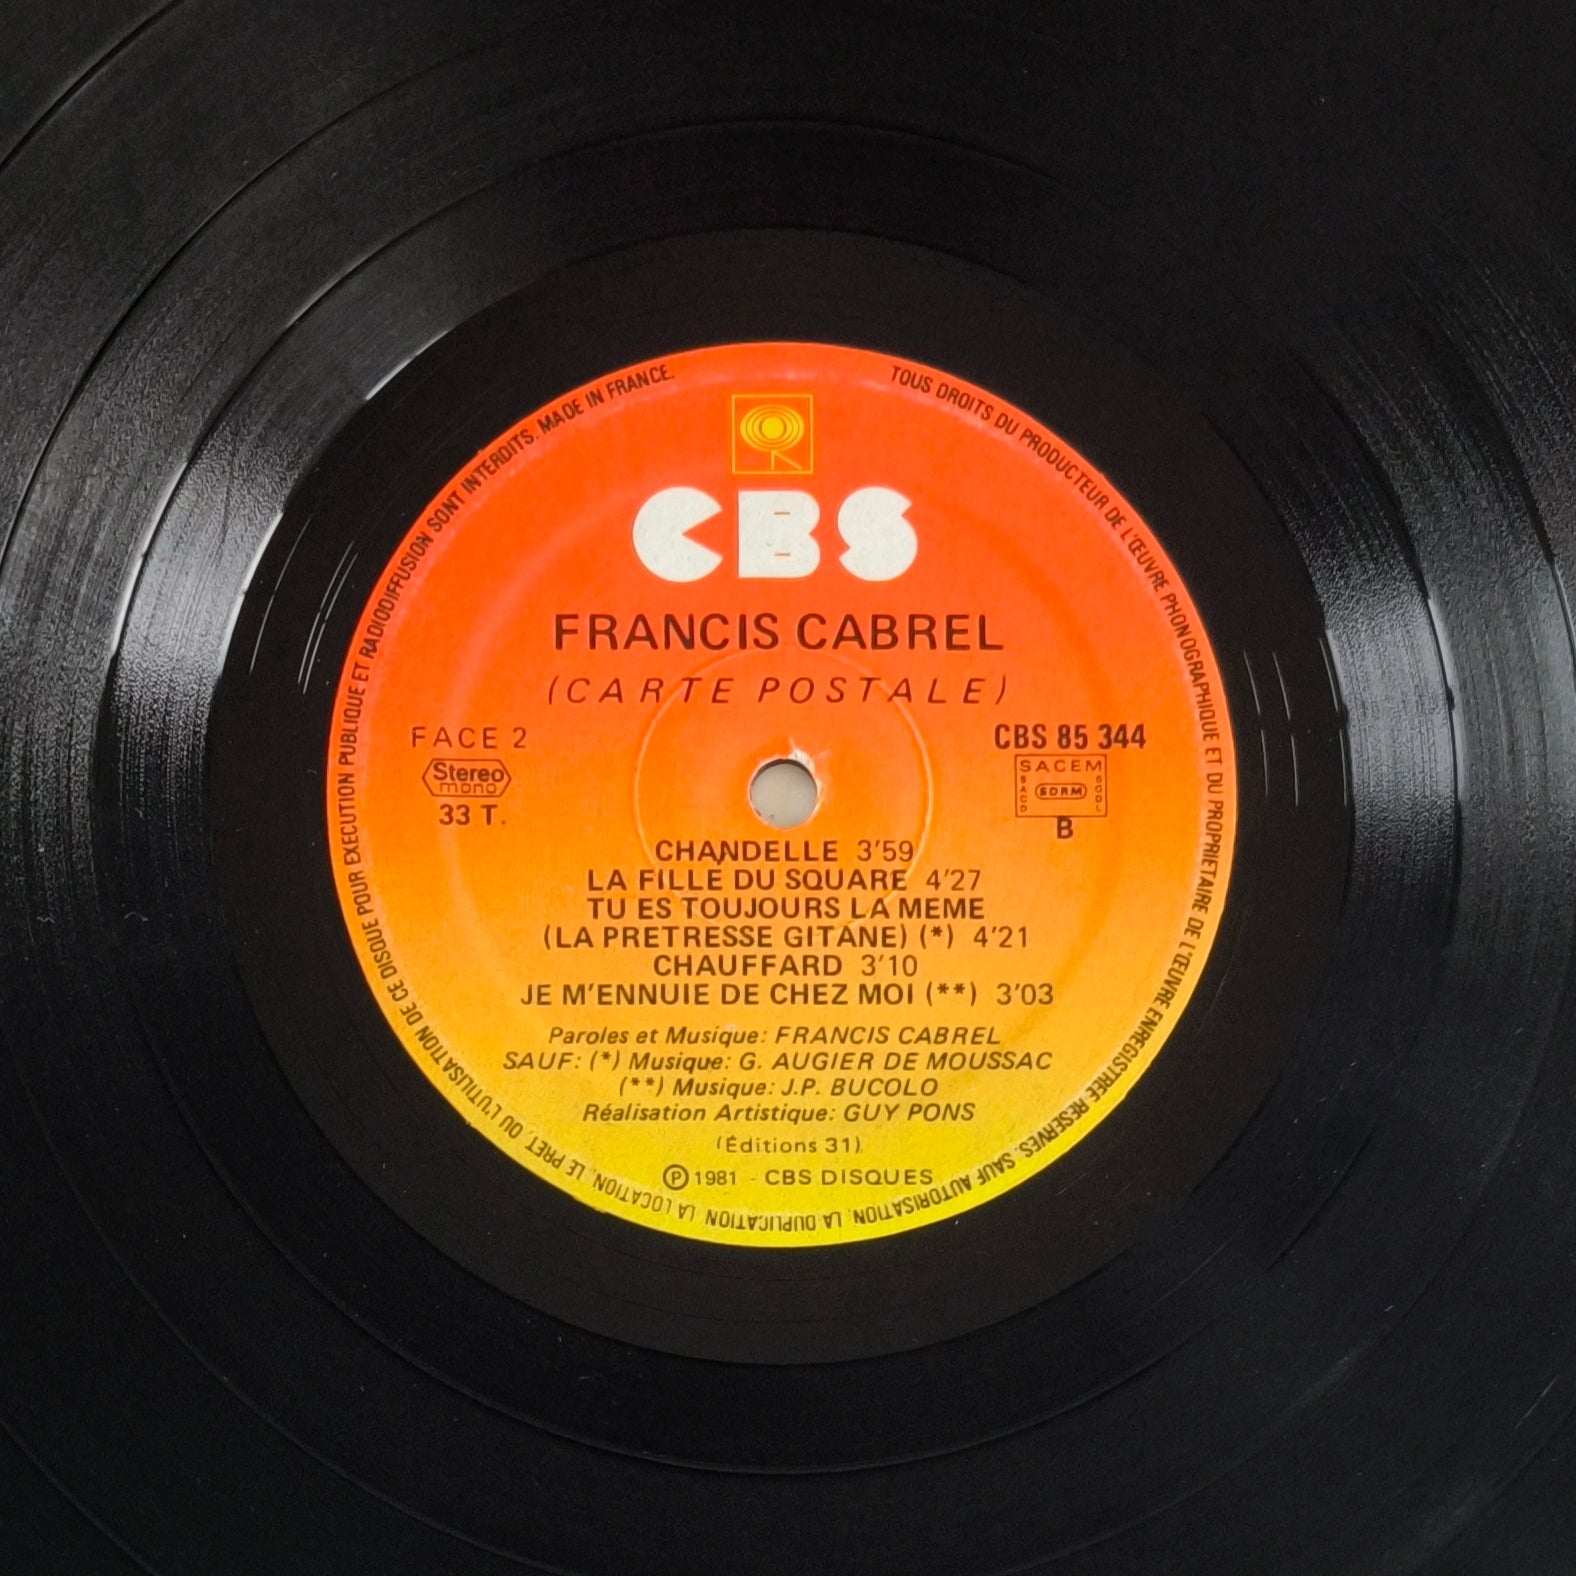 CBS
FRANCIS CABREL
(CARTE POSTALE)
FACE 2
Stereo
mono
33 T.
CBS 85 344
SACEM
SACD
SDRM
SGDL
B
CHANDELLE 3'59
LA FILLE DU SQUARE 4'27
TU ES TOUJOURS LA MEME
(LA PRETRESSE GITANE) (*) 4'21
CHAUFFARD 3'10
JE M'ENNUIE DE CHEZ MOI (**) 3'03
Paroles et Musique: FRANCIS CABREL
SAUF: (*) Musique: G. AUGIER DE MOUSSAC
(**) Musique: J.P. BUCOLO
Réalisation Artistique: GUY PONS
(Éditions 31)
℗ 1981 - CBS DISQUES
TOUS DROITS DU PRODUCTEUR DE L'ŒUVRE PHONOGRAPHIQUE ET DU PROPRIETAIRE DE L'ŒUVRE ENREGISTREE RESERVES. SAUF AUTORISATION, LA DUPLICATION, LA LOCATION, LE PRET, OU L'UTILISATION DE CE DISQUE POUR EXECUTION PUBLIQUE ET RADIODIFFUSION SONT INTERDITS. MADE IN FRANCE.